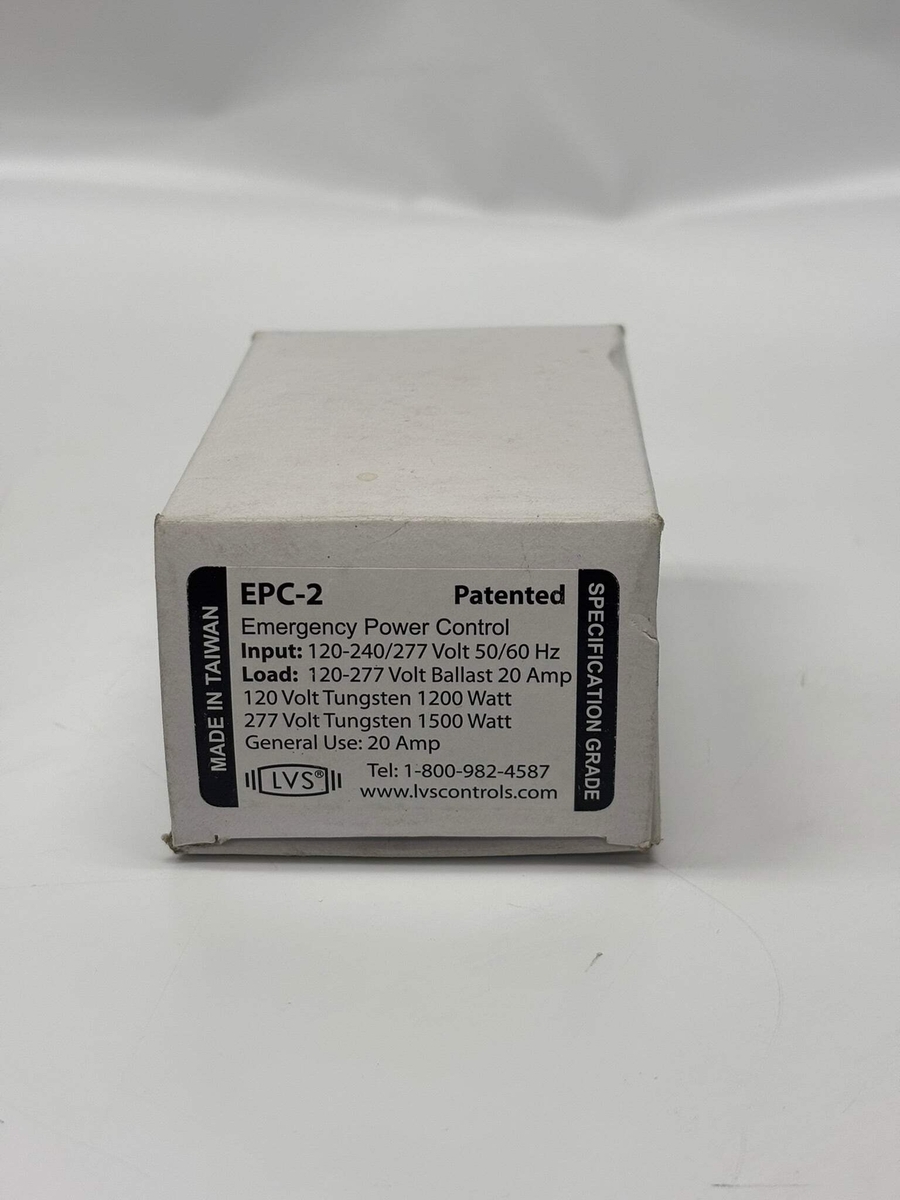 EPC-2 Patented
Emergency Power Control
Input: 120-240/277 Volt 50/60 Hz
Load: 120-277 Volt Ballast 20 Amp
120 Volt Tungsten 1200 Watt
277 Volt Tungsten 1500 Watt
General Use: 20 Amp
LVS®
Tel: 1-800-982-4587
www.lvscontrols.com
MADE IN TAIWAN
SPECIFICATION GRADE